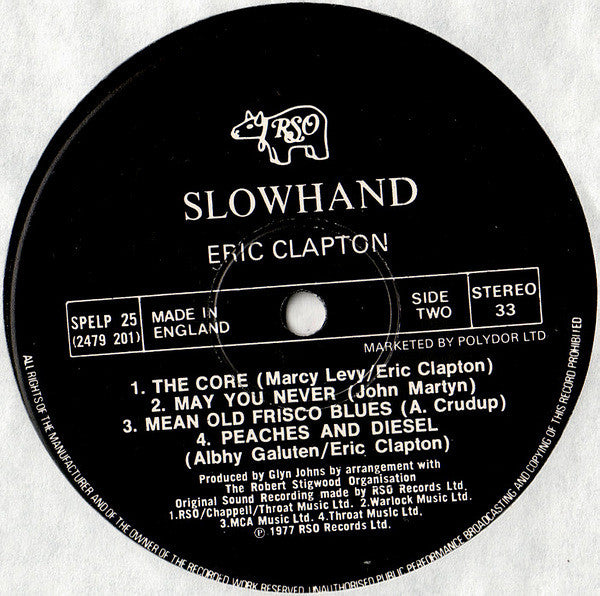 RSO
SLOWHAND
ERIC CLAPTON
SPELP 25
(2479 201)
MADE IN
ENGLAND
SIDE
TWO
STEREO
33
MARKETED BY POLYDOR LTD
1. THE CORE (Marcy Levy/Eric Clapton)
2. MAY YOU NEVER (John Martyn)
3. MEAN OLD FRISCO BLUES (A. Crudup)
4. PEACHES AND DIESEL
(Albhy Galuten/Eric Clapton)
Produced by Glyn Johns by arrangement with
The Robert Stigwood Organisation
Original Sound Recording made by RSO Records Ltd.
1.RSO/Chappell/Throat Music Ltd. 2.Warlock Music Ltd.
3.MCA Music Ltd. 4.Throat Music Ltd.
℗ 1977 RSO Records Ltd.
ALL RIGHTS OF THE MANUFACTURER AND OF THE OWNER OF THE RECORDED WORK RESERVED. UNAUTHORISED PUBLIC PERFORMANCE BROADCASTING AND COPYING OF THIS RECORD PROHIBITED